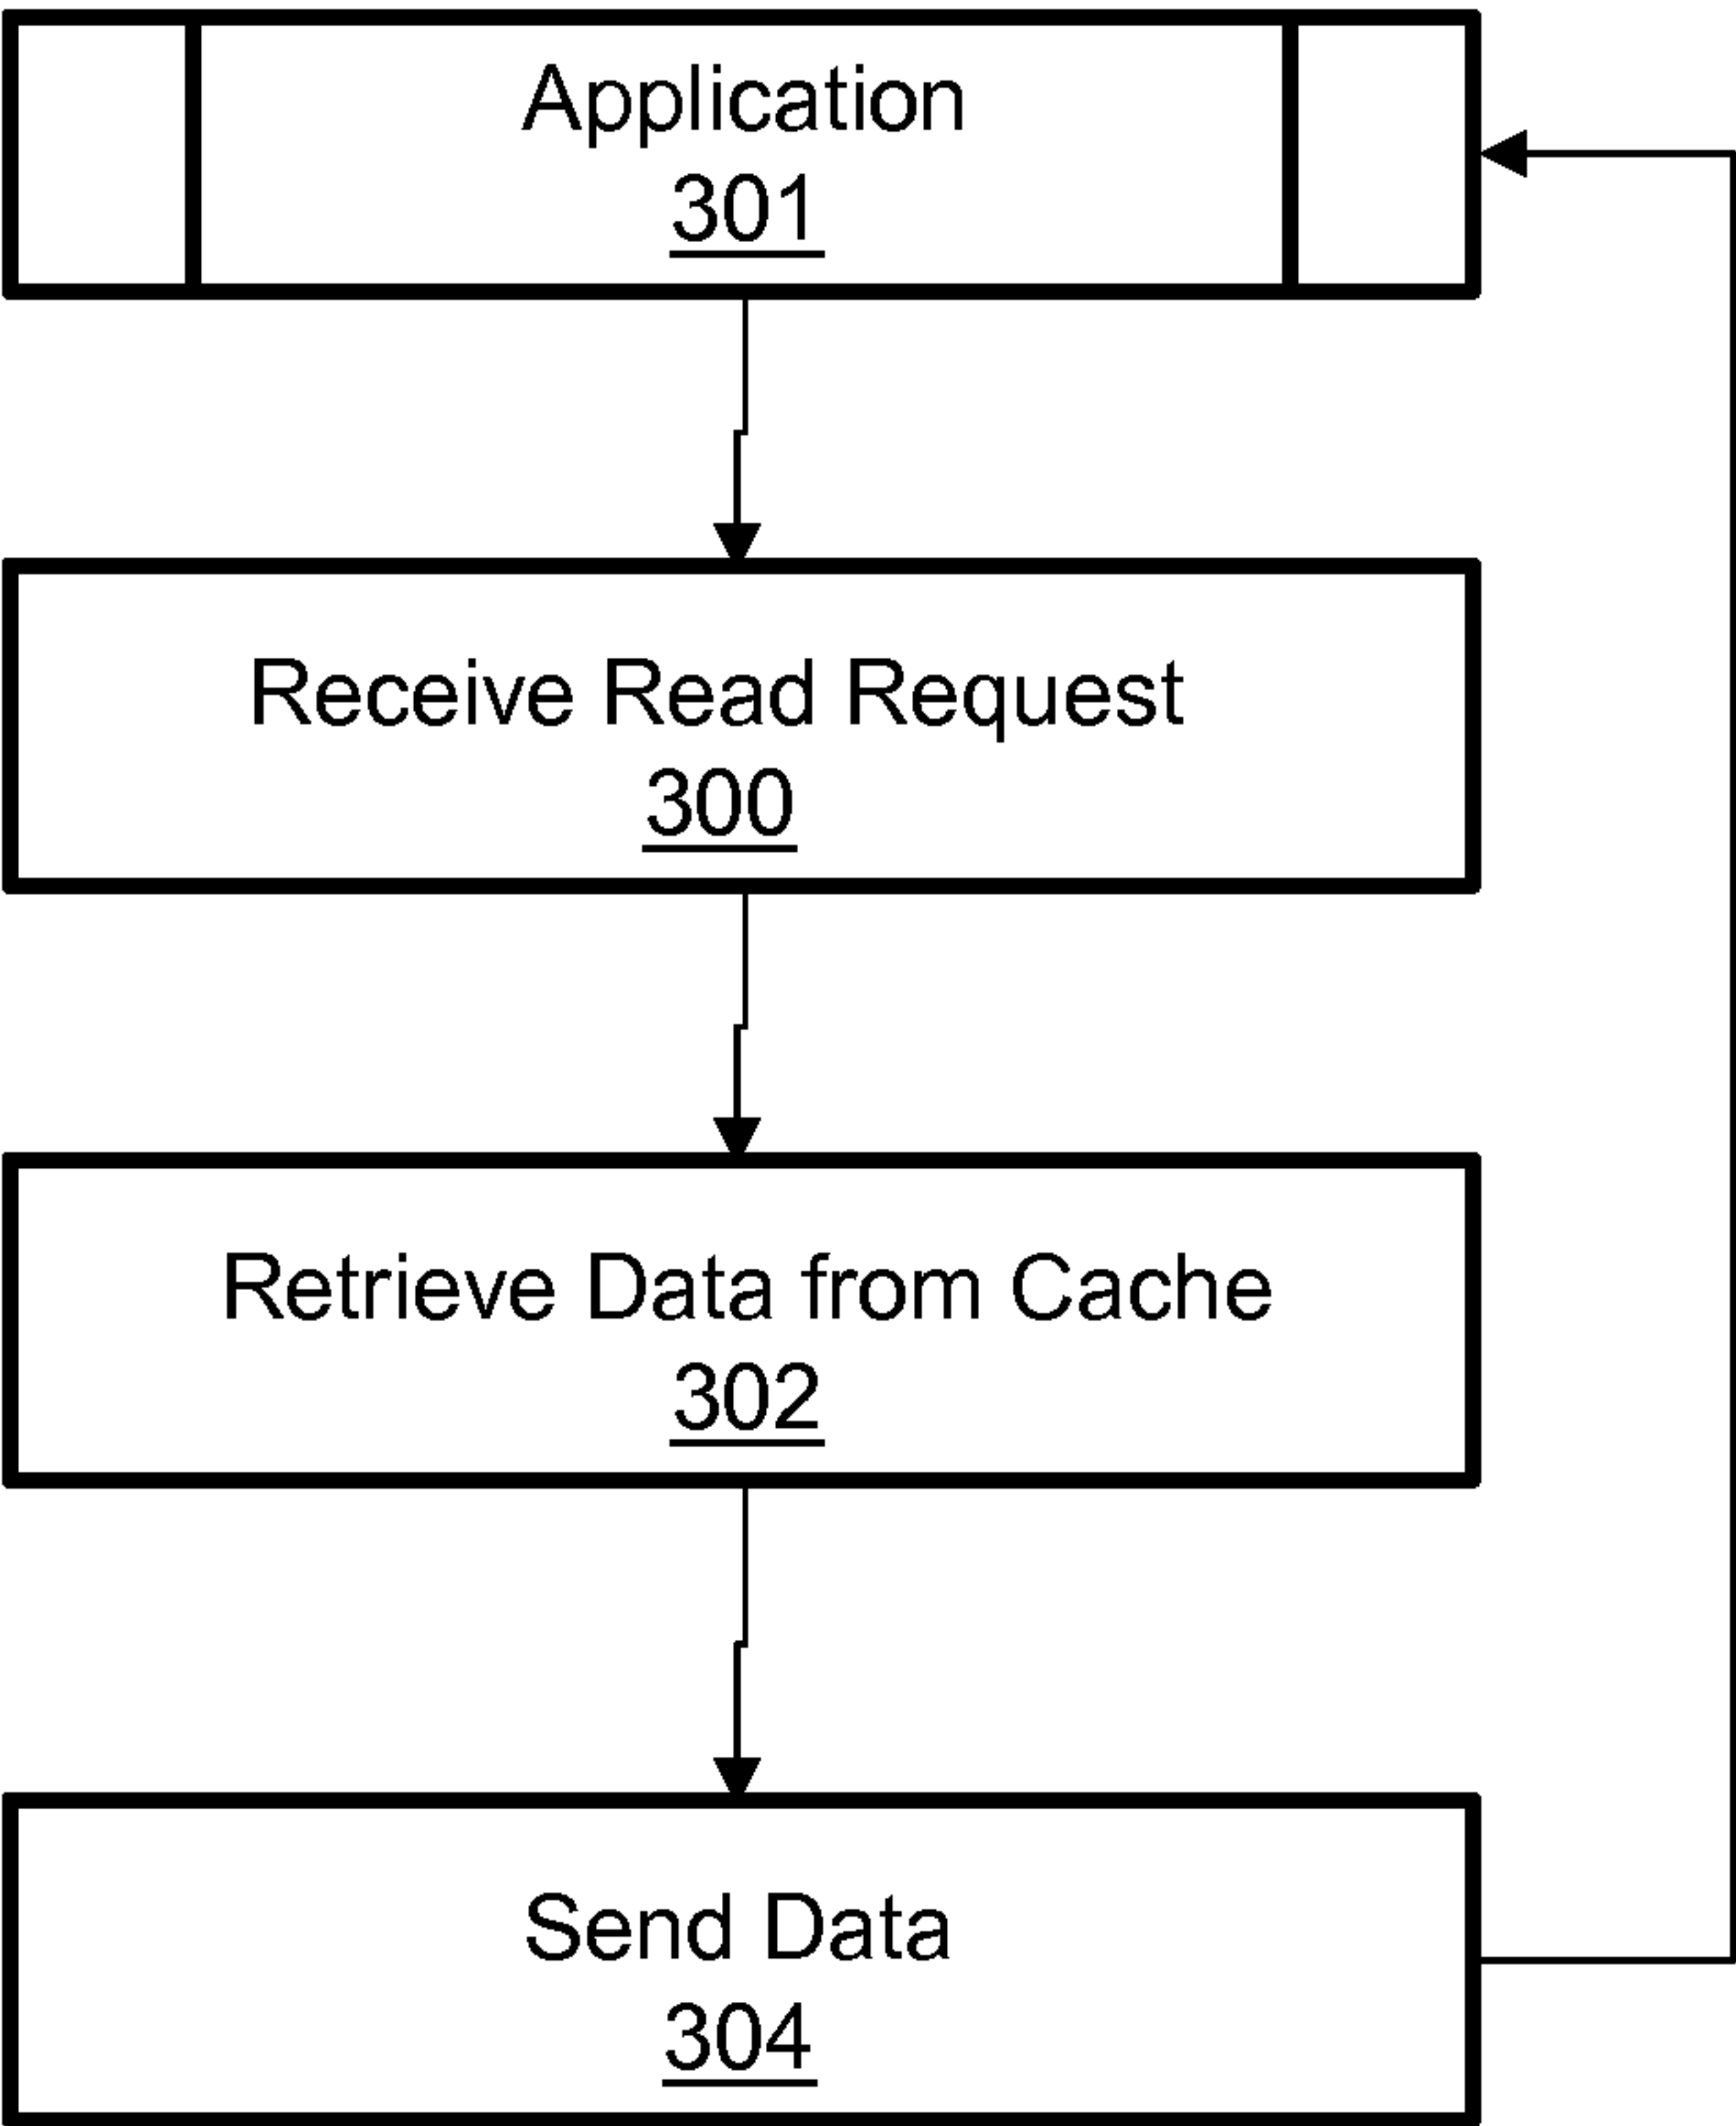 Application
301
Receive Read Request
300
Retrieve Data from Cache
302
Send Data
304